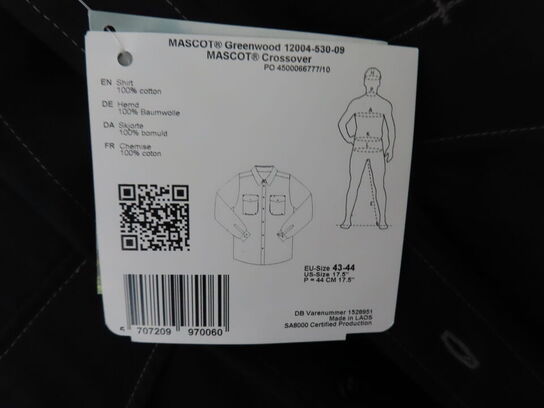 MASCOT® Greenwood 12004-530-09
MASCOT® Crossover
PO 4500066777/10
EN Shirt
100% cotton
DE Hemd
100% Baumwolle
DA Skjorte
100% bomuld
FR Chemise
100% coton
EU-Size 43-44
US-Size 17.5"
P = 44 CM 17.5"
5 707209 970060
DB Varenummer 1528951
Made in LAOS
SA8000 Certified Production